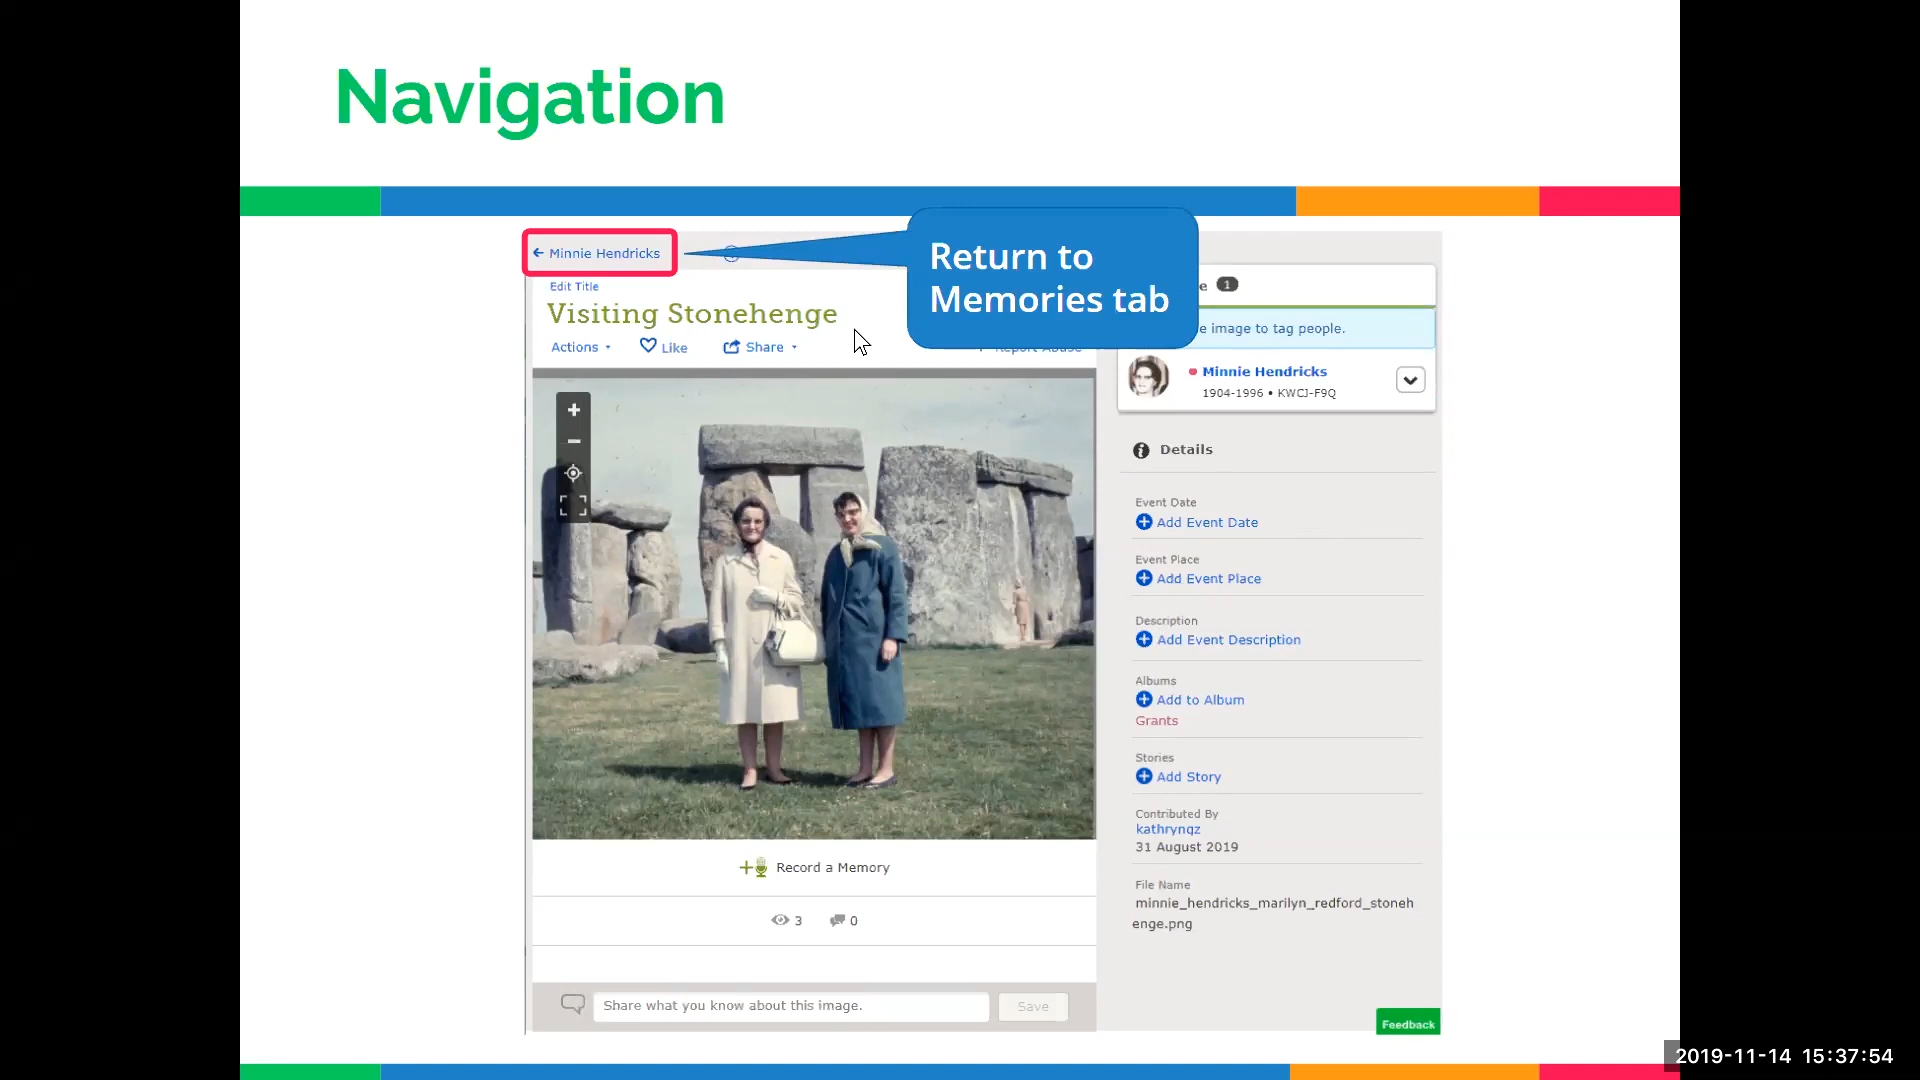 Navigation
← Minnie Hendricks
Return to
Memories tab
Edit Title
Visiting Stonehenge
Actions
Like
Share
e 1
e image to tag people.
Minnie Hendricks
1904-1996 • KWCJ-F9Q
Details
Event Date
Add Event Date
Event Place
Add Event Place
Description
Add Event Description
Albums
Add to Album
Grants
Stories
Add Story
Contributed By
kathryngz
31 August 2019
File Name
minnie_hendricks_marilyn_redford_stoneh
enge.png
Record a Memory
3 0
Share what you know about this image.
Save
Feedback
2019-11-14 15:37:54